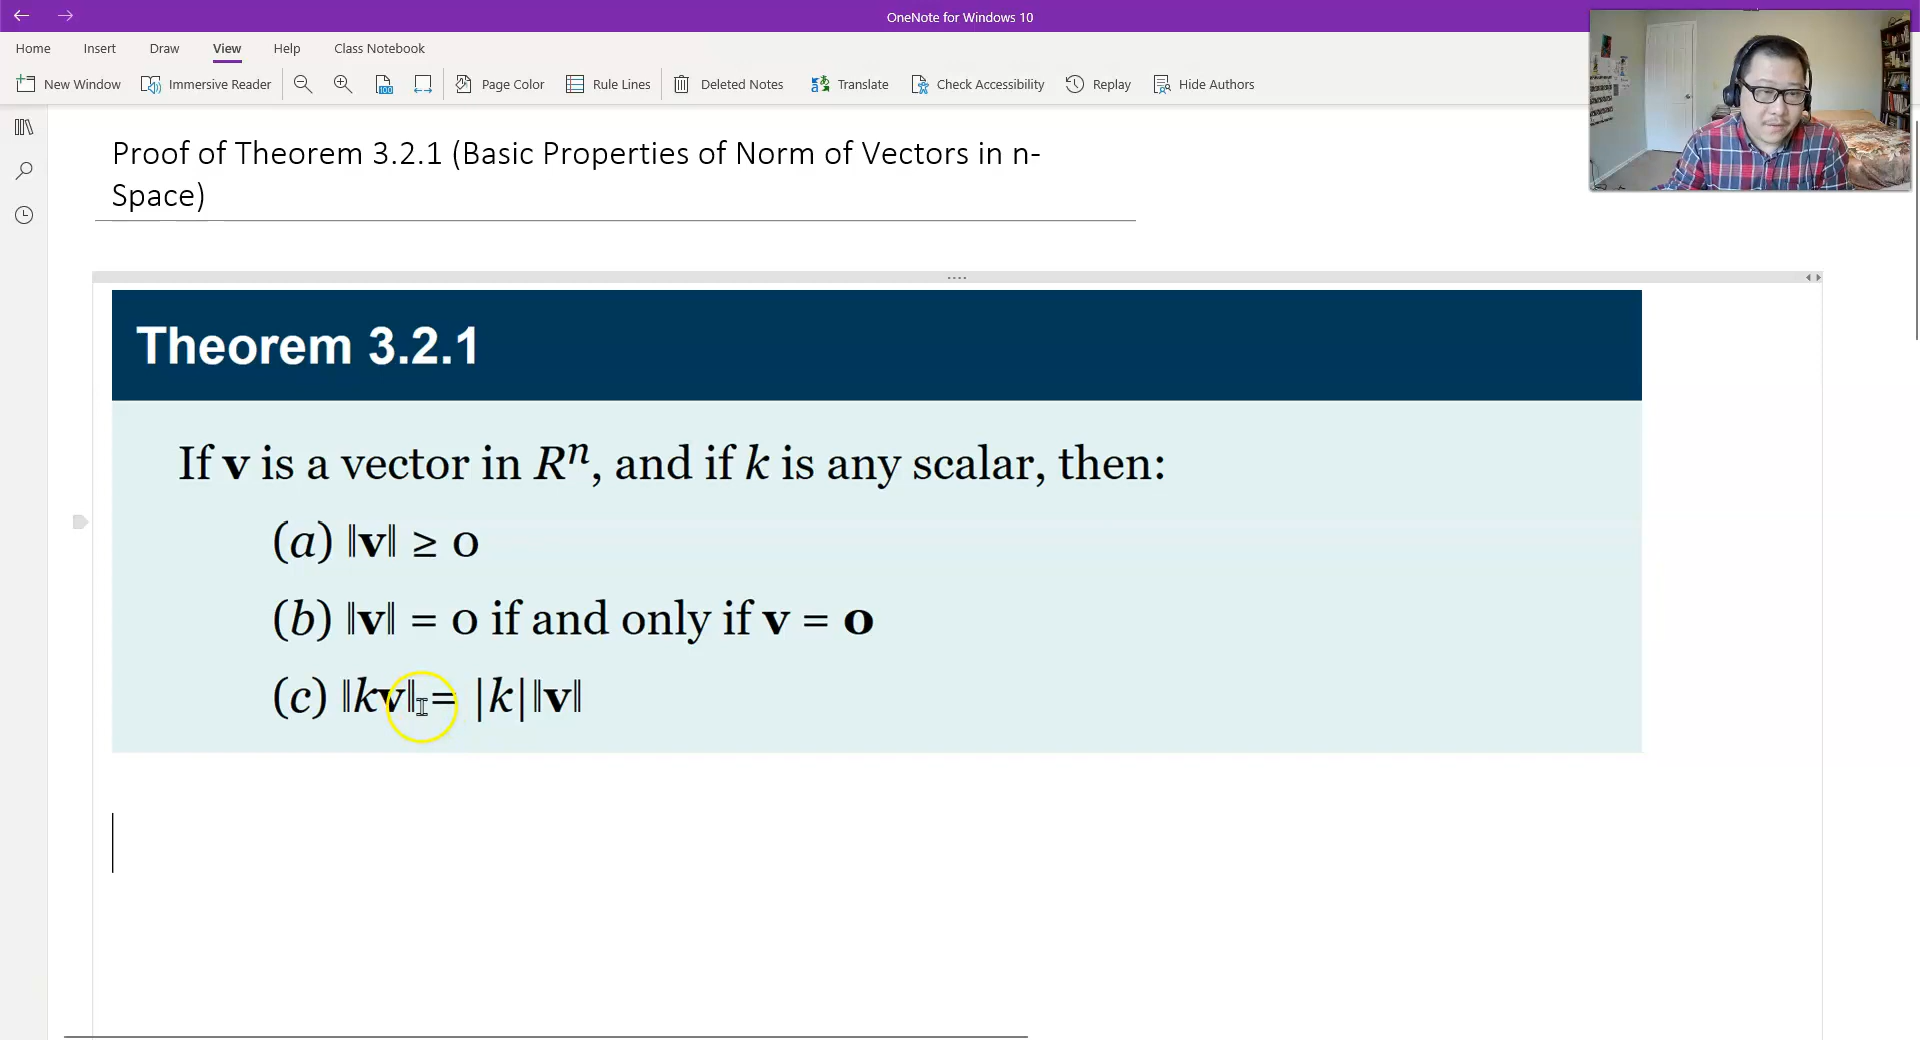 OneNote for Windows 10
Home Insert Draw View Help Class Notebook
New Window Immersive Reader 100 Page Color Rule Lines Deleted Notes Translate Check Accessibility Replay Hide Authors
Proof of Theorem 3.2.1 (Basic Properties of Norm of Vectors in n-
Space)
Theorem 3.2.1
If v is a vector in Rⁿ, and if k is any scalar, then:
(a) ‖v‖ ≥ 0
(b) ‖v‖ = 0 if and only if v = 0
(c) ‖kv‖ = |k|‖v‖